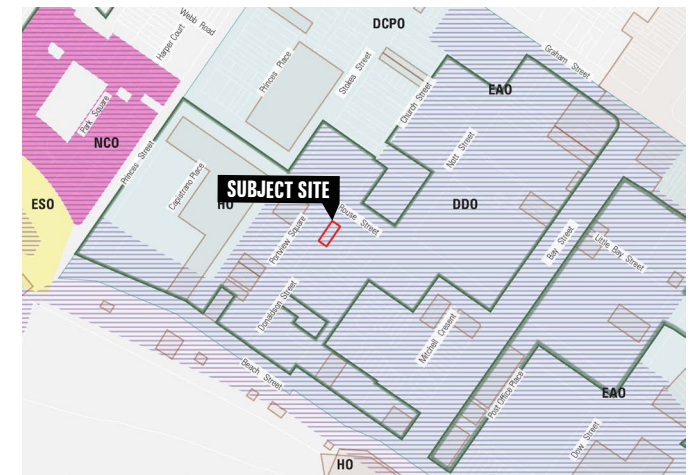 Webb Road
DCPO
Harper Court
Princes Place
Stokes Street
Graham Street
Park Square
Church Street
EAO
NCO
Princes Street
Nott Street
SUBJECT SITE
Capistrano Place
HO
ESO
Rouse Street
DDO
Portview Square
Bay Street
Little Bay Street
Donaldson Street
Mitchell Cresent
Beach Street
Post Office Place
EAO
Dow Street
HO